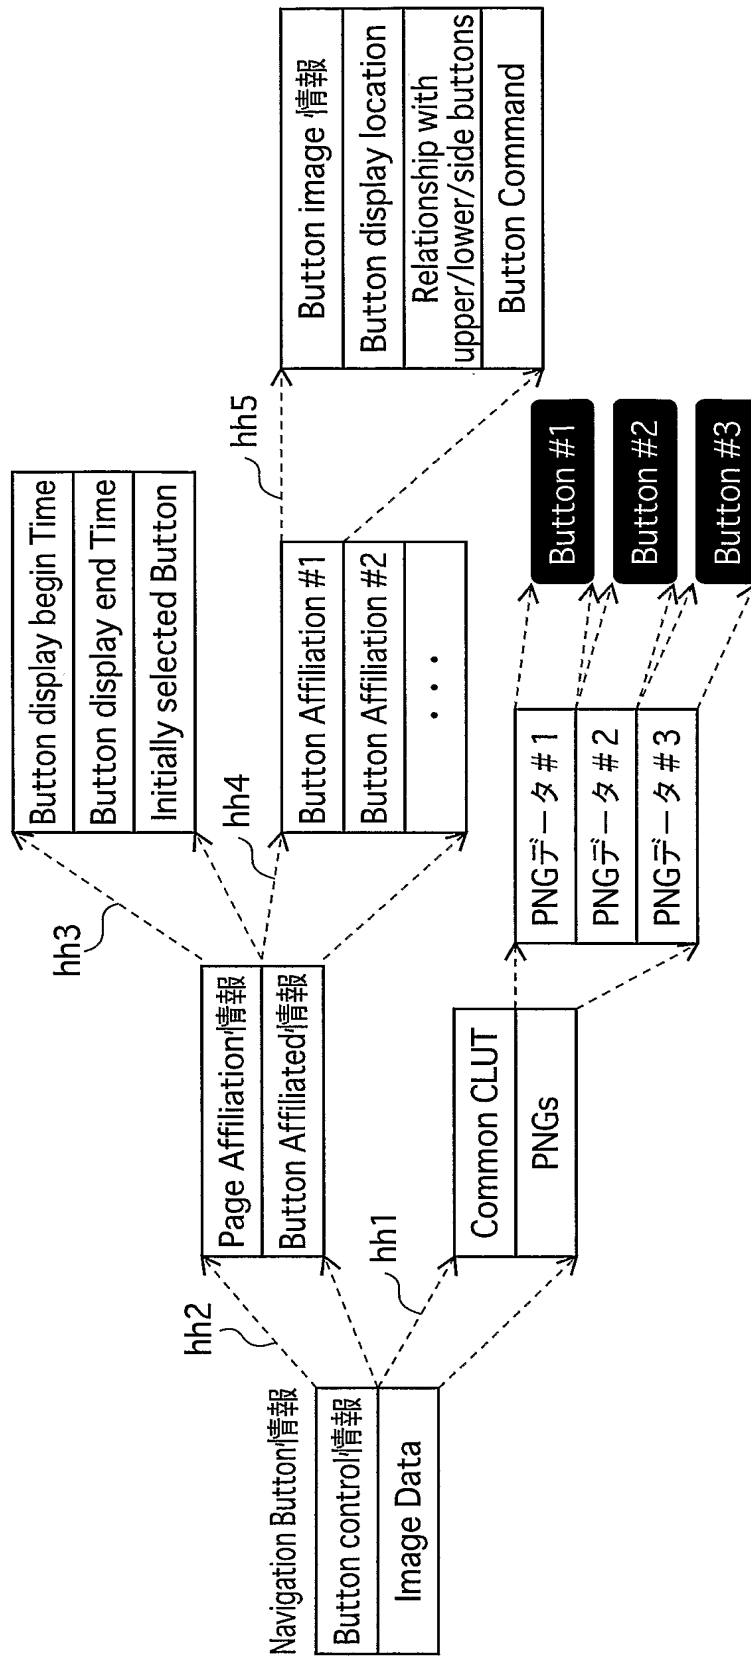 Navigation Button情報
Button control情報
Image Data
hh2
hh1
Page Affiliation情報
Button Affiliated情報
Common CLUT
PNGs
hh3
hh4
Button display begin Time
Button display end Time
Initially selected Button
Button Affiliation #1
Button Affiliation #2
• • •
PNGデータ#1
PNGデータ#2
PNGデータ#3
hh5
Button image 情報
Button display location
Relationship with
upper/lower/side buttons
Button Command
Button #1
Button #2
Button #3